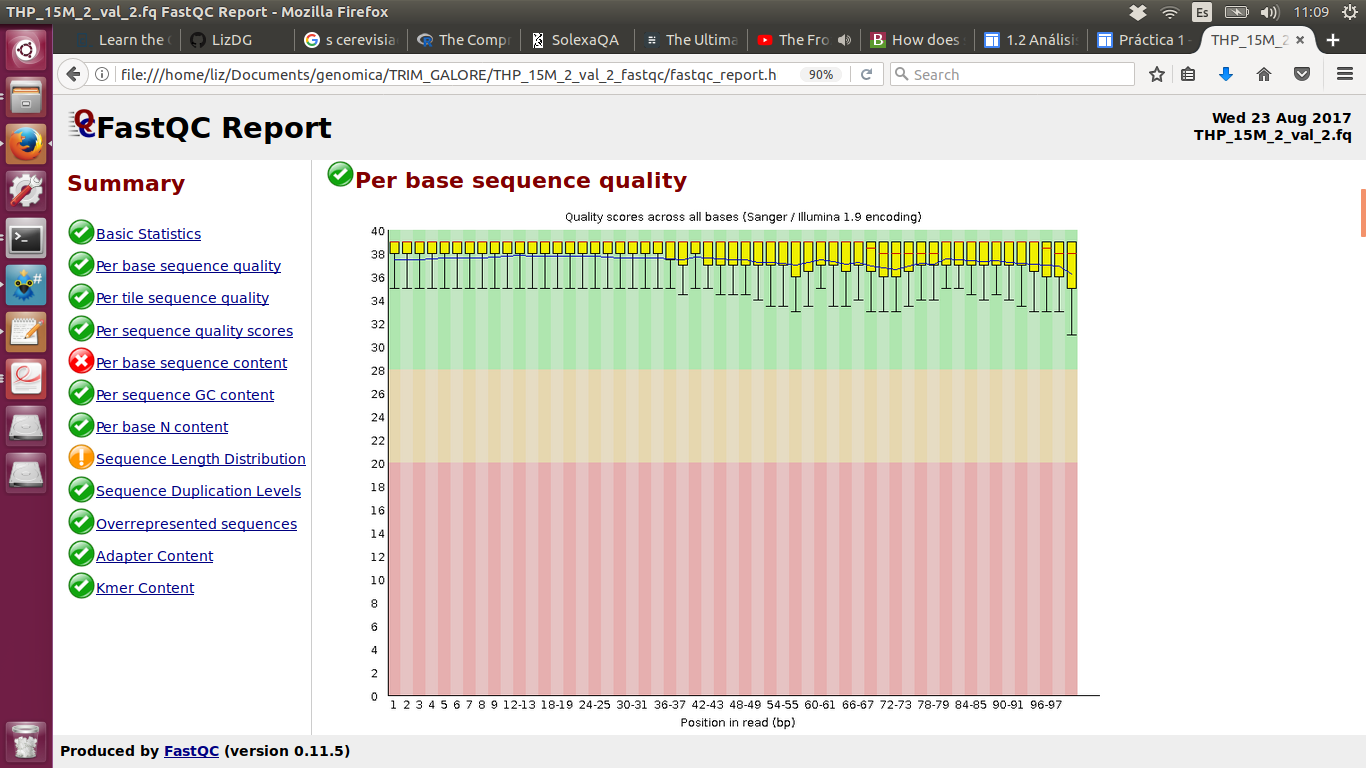 THP_15M_2_val_2.fq FastQC Report - Mozilla Firefox
Es
11:09
Learn the
LizDG
s cerevisia
The Comp
SolexaQA
The Ultima
The Fro
How does
1.2 Análisi
Práctica 1 -
THP_15M_2
file:///home/liz/Documents/genomica/TRIM_GALORE/THP_15M_2_val_2_fastqc/fastqc_report.h
90%
Search
FastQC Report
Wed 23 Aug 2017
THP_15M_2_val_2.fq
Summary
Basic Statistics
Per base sequence quality
Per tile sequence quality
Per sequence quality scores
Per base sequence content
Per sequence GC content
Per base N content
Sequence Length Distribution
Sequence Duplication Levels
Overrepresented sequences
Adapter Content
Kmer Content
Per base sequence quality
Quality scores across all bases (Sanger / Illumina 1.9 encoding)
40
38
36
34
32
30
28
26
24
22
20
18
16
14
12
10
8
6
4
2
0
1 2 3 4 5 6 7 8 9 12-13 18-19 24-25 30-31 36-37 42-43 48-49 54-55 60-61 66-67 72-73 78-79 84-85 90-91 96-97
Position in read (bp)
Produced by FastQC (version 0.11.5)